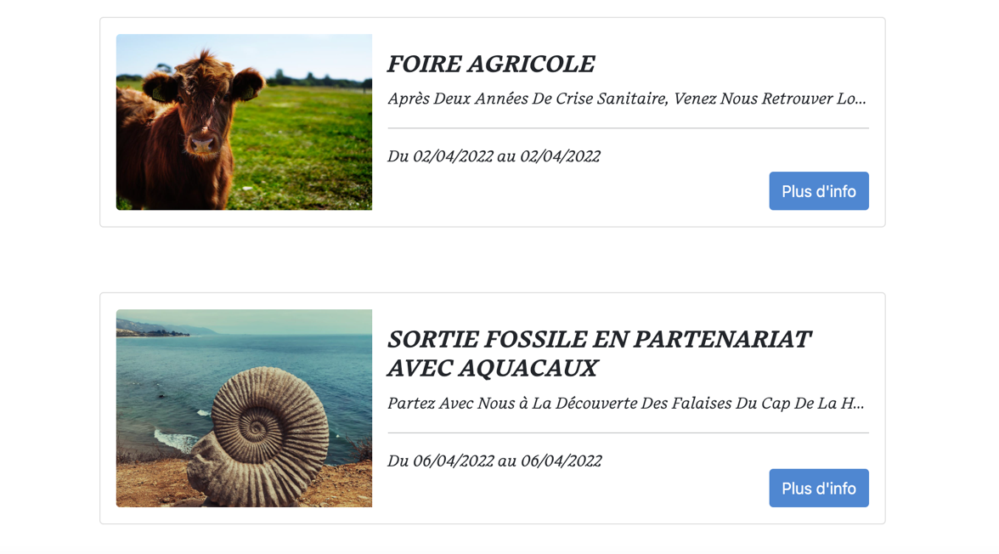 FOIRE AGRICOLE
Après Deux Années De Crise Sanitaire, Venez Nous Retrouver Lo...
Du 02/04/2022 au 02/04/2022
Plus d'info
SORTIE FOSSILE EN PARTENARIAT
AVEC AQUACAUX
Partez Avec Nous à La Découverte Des Falaises Du Cap De La H...
Du 06/04/2022 au 06/04/2022
Plus d'info